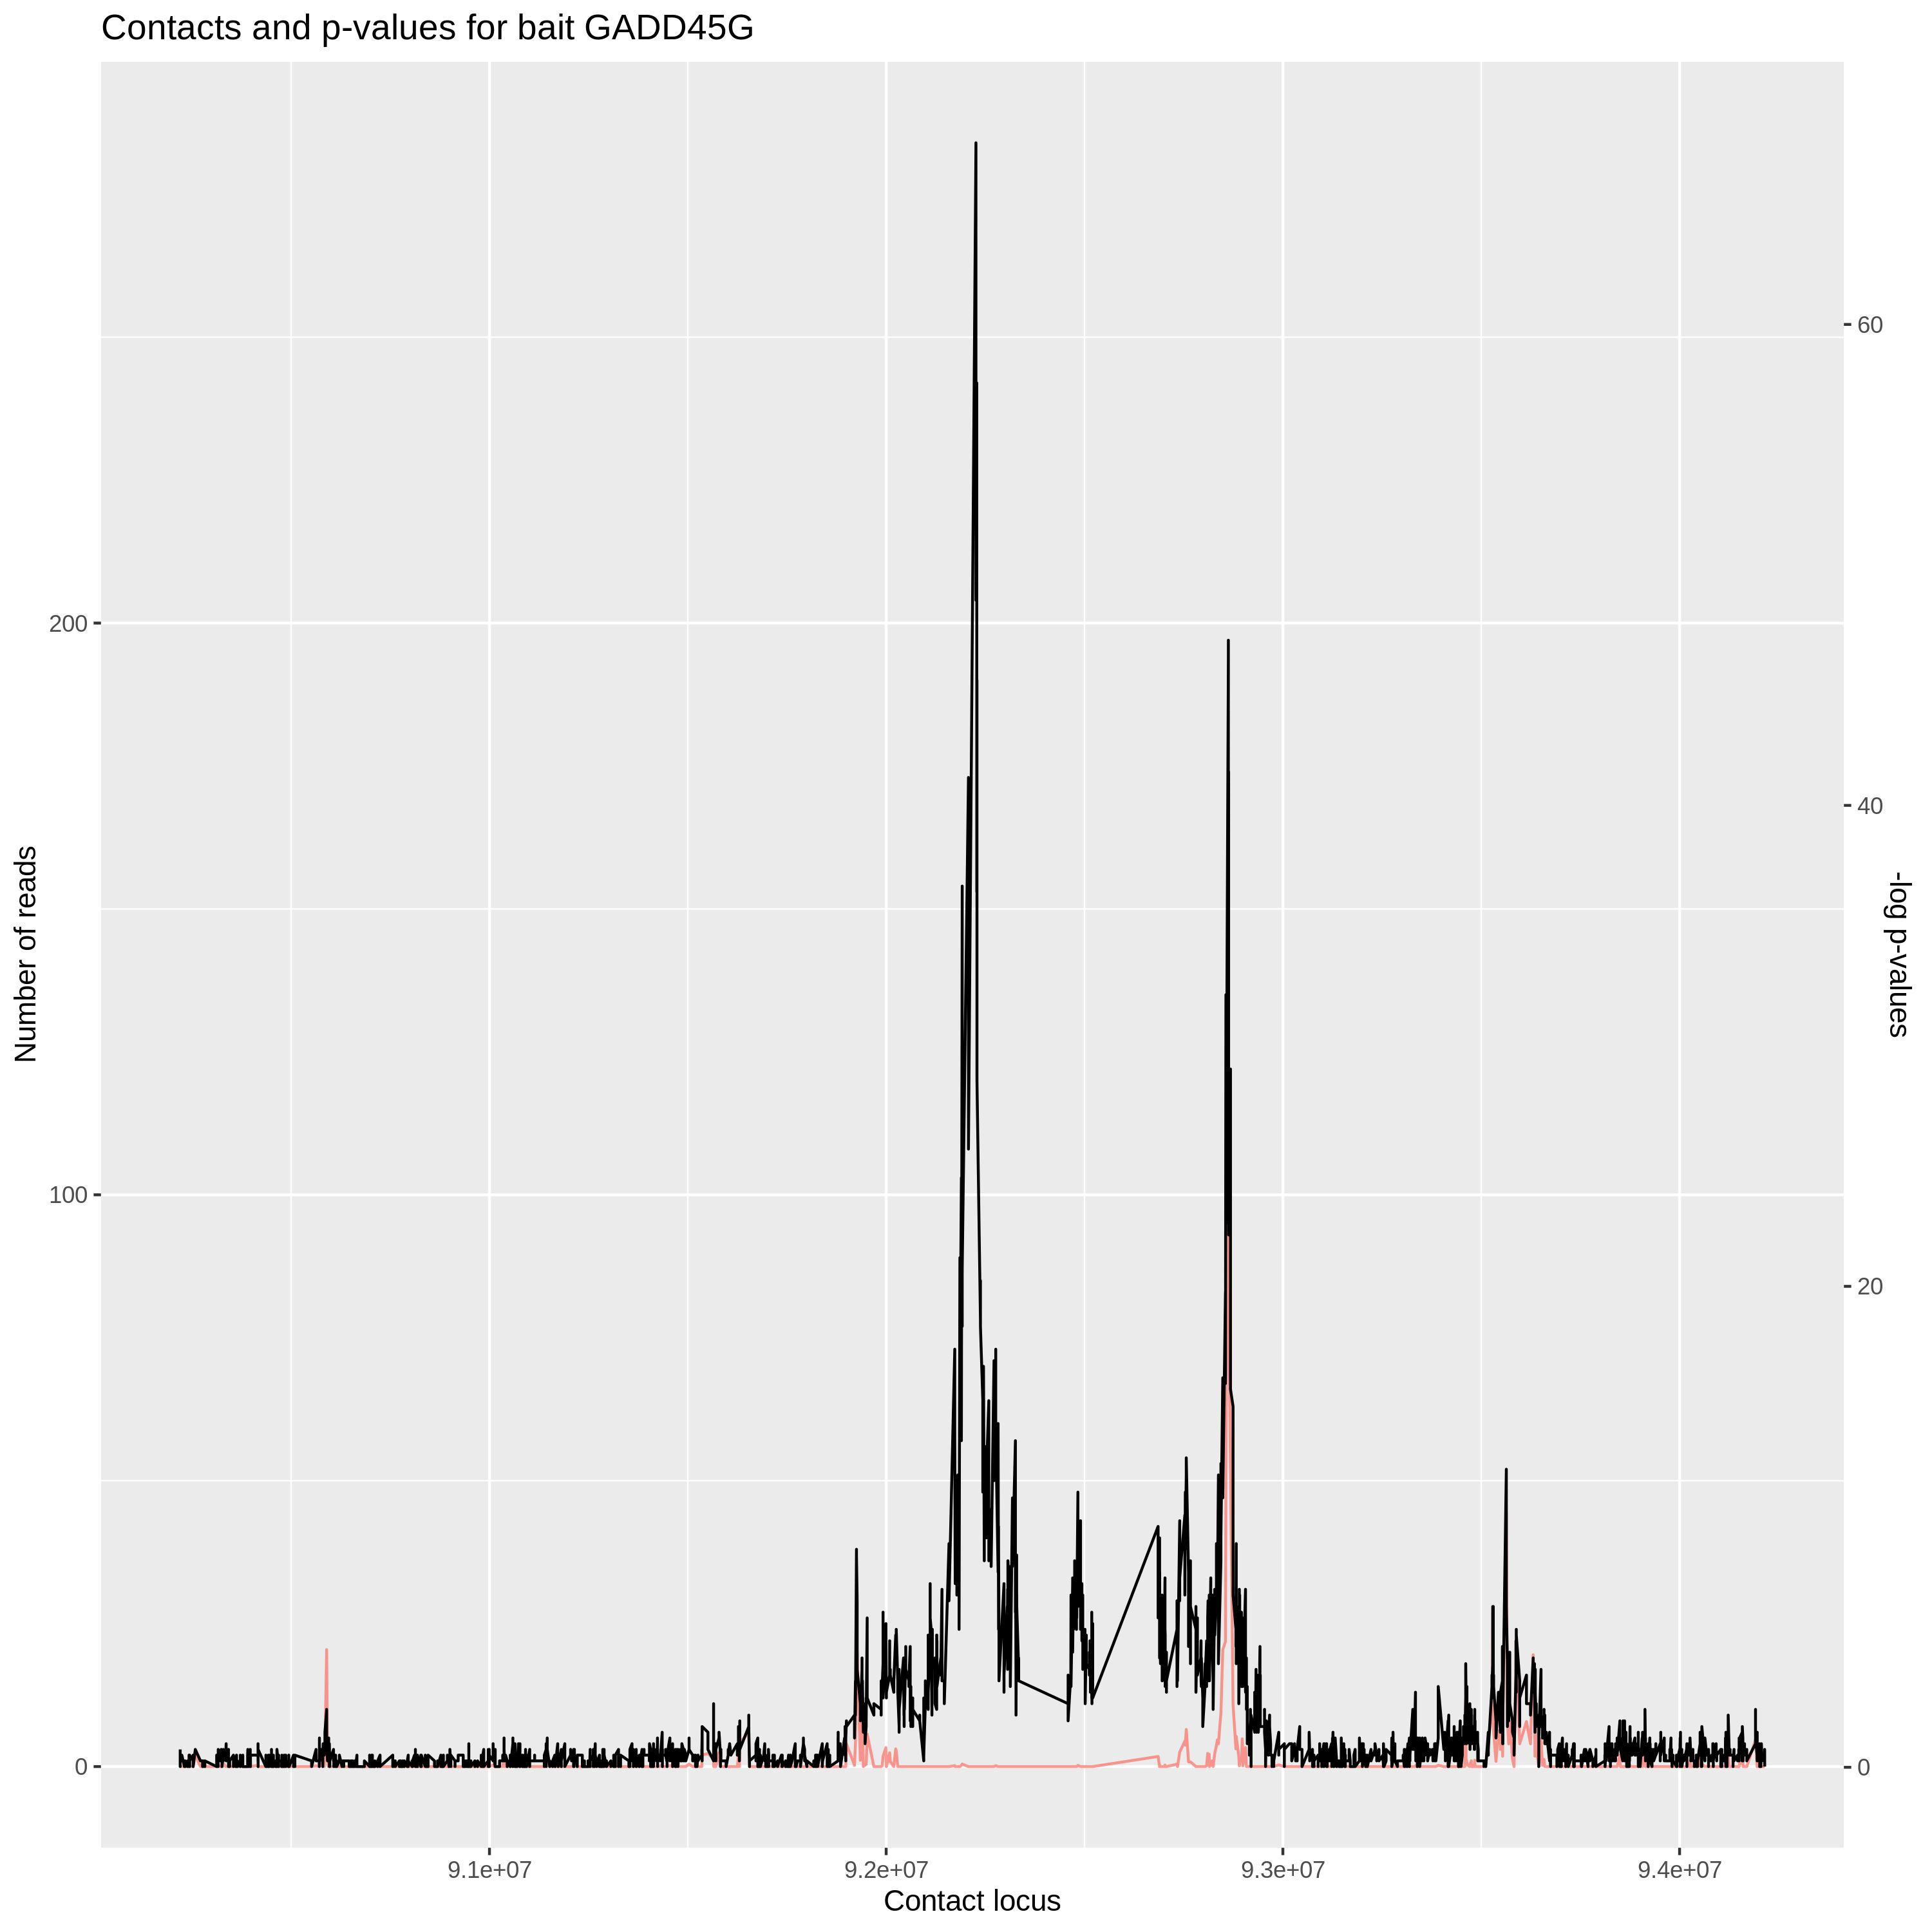 Contacts and p-values for bait GADD45G
Number of reads
200
100
0
60
40
20
0
-log p-values
9.1e+07
9.2e+07
9.3e+07
9.4e+07
Contact locus